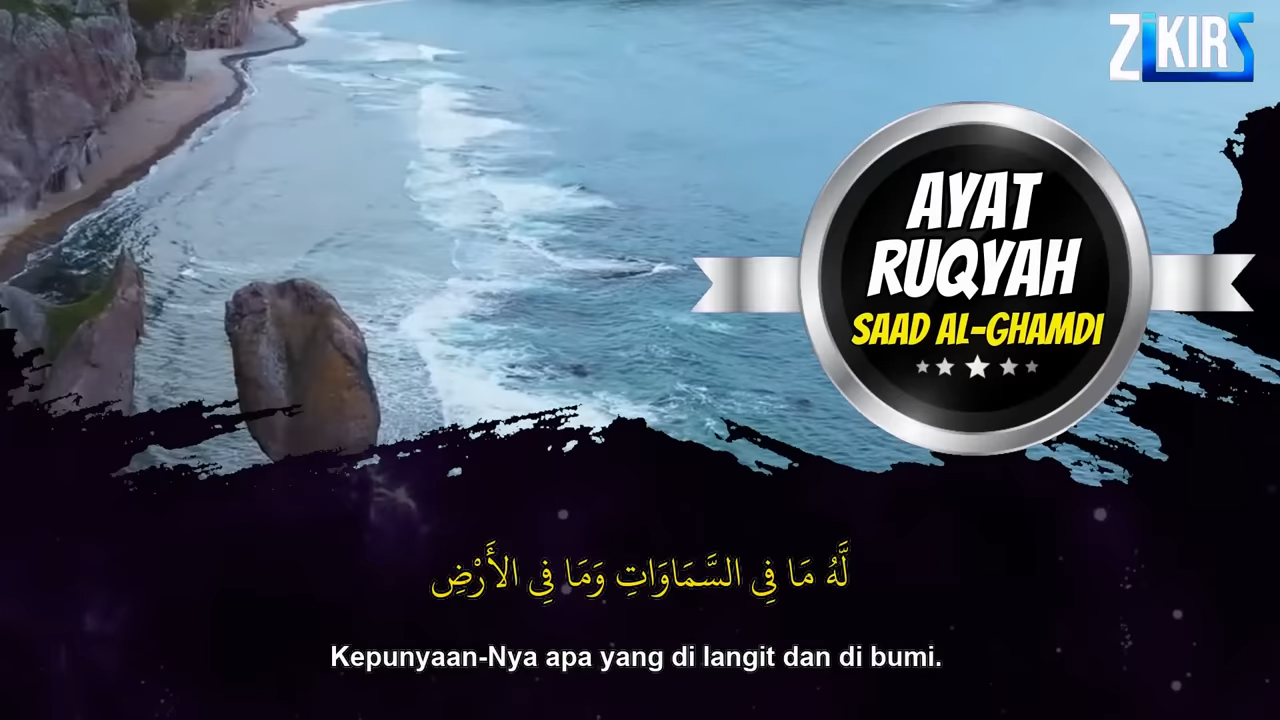 ZIKIRS
AYAT
RUQYAH
SAAD AL-GHAMDI
لَّهُ مَا فِي السَّمَاوَاتِ وَمَا فِي الأَرْضِ
Kepunyaan-Nya apa yang di langit dan di bumi.